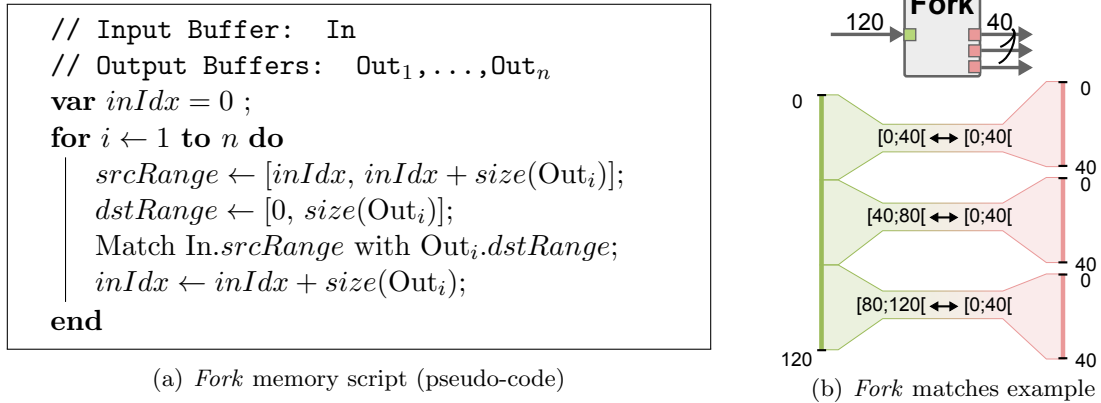 // Input Buffer: In
// Output Buffers: Out1,...,Outn
var inIdx = 0 ;
for i ← 1 to n do
srcRange ← [inIdx, inIdx + size(Outi)];
dstRange ← [0, size(Outi)];
Match In.srcRange with Outi.dstRange;
inIdx ← inIdx + size(Outi);
end
(a) Fork memory script (pseudo-code)
Fork
120
40
0
0
[0;40[ ↔ [0;40[
40
0
[40;80[ ↔ [0;40[
40
0
[80;120[ ↔ [0;40[
120
40
(b) Fork matches example